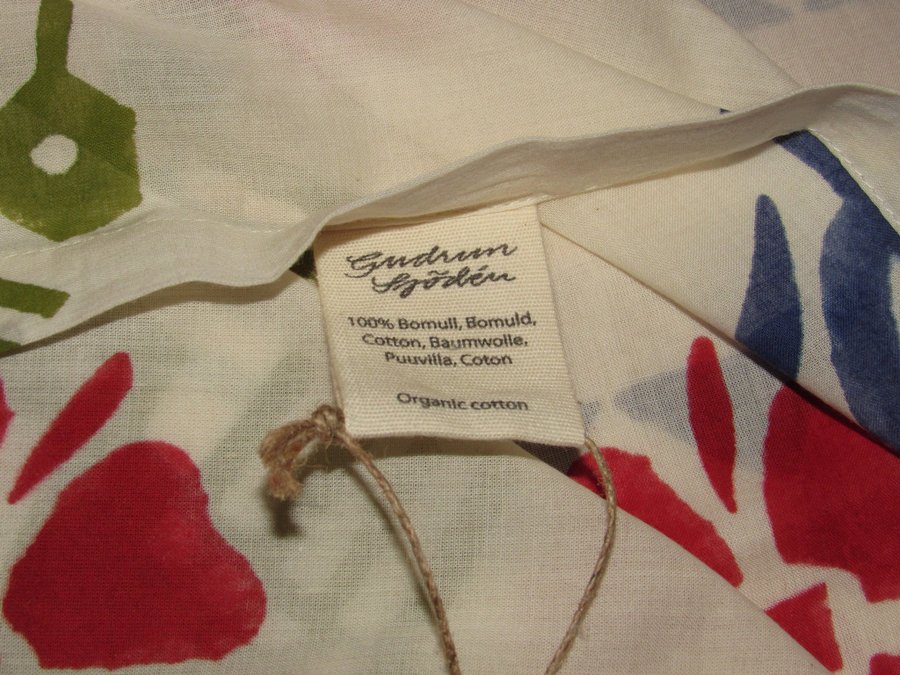 Gudrun
Sjödén
100% Bomull, Bomuld,
Cotton, Baumwolle,
Puuvilla, Coton
Organic cotton